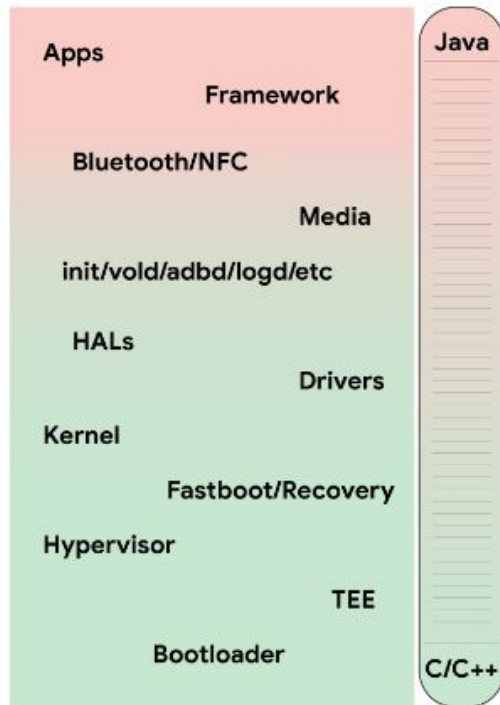 Apps
Java
Framework
Bluetooth/NFC
Media
init/vold/adbd/logd/etc
HALs
Drivers
Kernel
Fastboot/Recovery
Hypervisor
TEE
Bootloader
C/C++